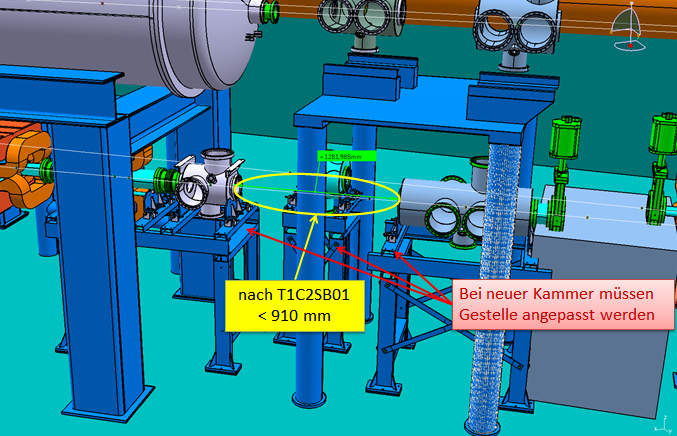 ~1281,985mm
nach T1C2SB01
< 910 mm
Bei neuer Kammer müssen
Gestelle angepasst werden